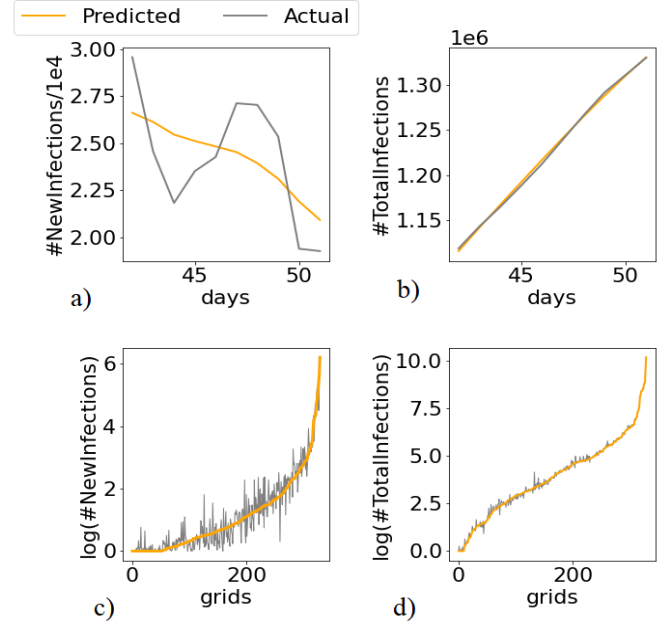 Predicted Actual
#NewInfections/1e4
3.00
2.75
2.50
2.25
2.00
45 50
days
a)
1e6
#TotalInfections
1.30
1.25
1.20
1.15
45 50
days
b)
log(#NewInfections)
6
4
2
0
0 200
grids
c)
log(#TotalInfections)
10.0
7.5
5.0
2.5
0.0
0 200
grids
d)